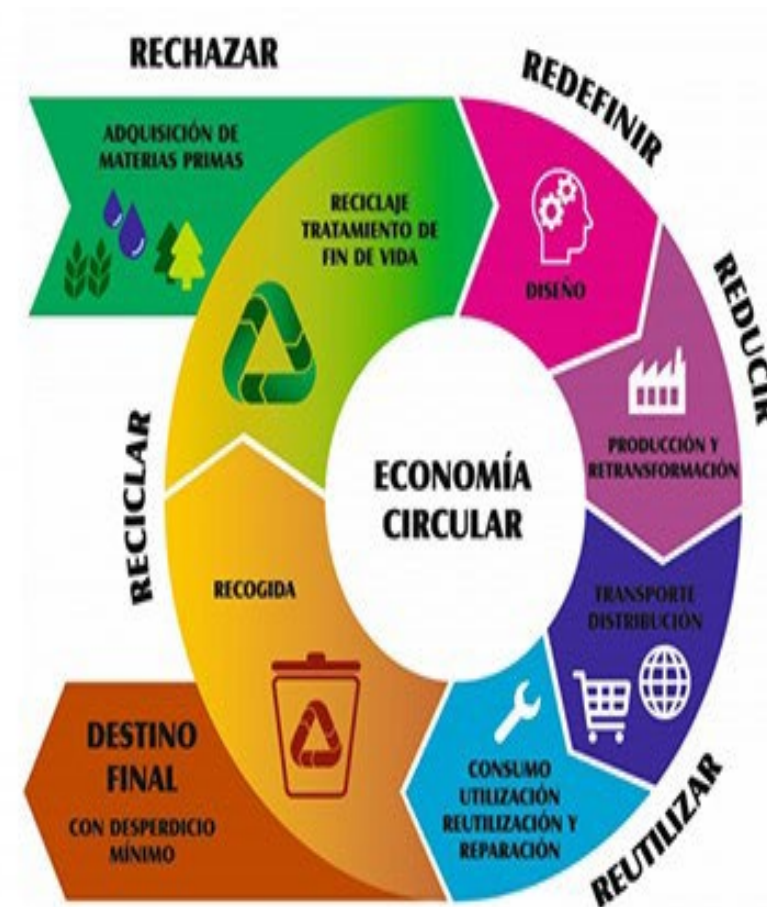 RECHAZAR
REDEFINIR
ADQUISICIÓN DE
MATERIAS PRIMAS
RECICLAJE
TRATAMIENTO DE
FIN DE VIDA
DISEÑO
REDUCIR
PRODUCCIÓN Y
RETRANSFORMACIÓN
ECONOMÍA
CIRCULAR
RECICLAR
RECOGIDA
TRANSPORTE
DISTRIBUCIÓN
DESTINO
FINAL
CON DESPERDICIO
MÍNIMO
CONSUMO
UTILIZACIÓN
REUTILIZACIÓN Y
REPARACIÓN
REUTILIZAR